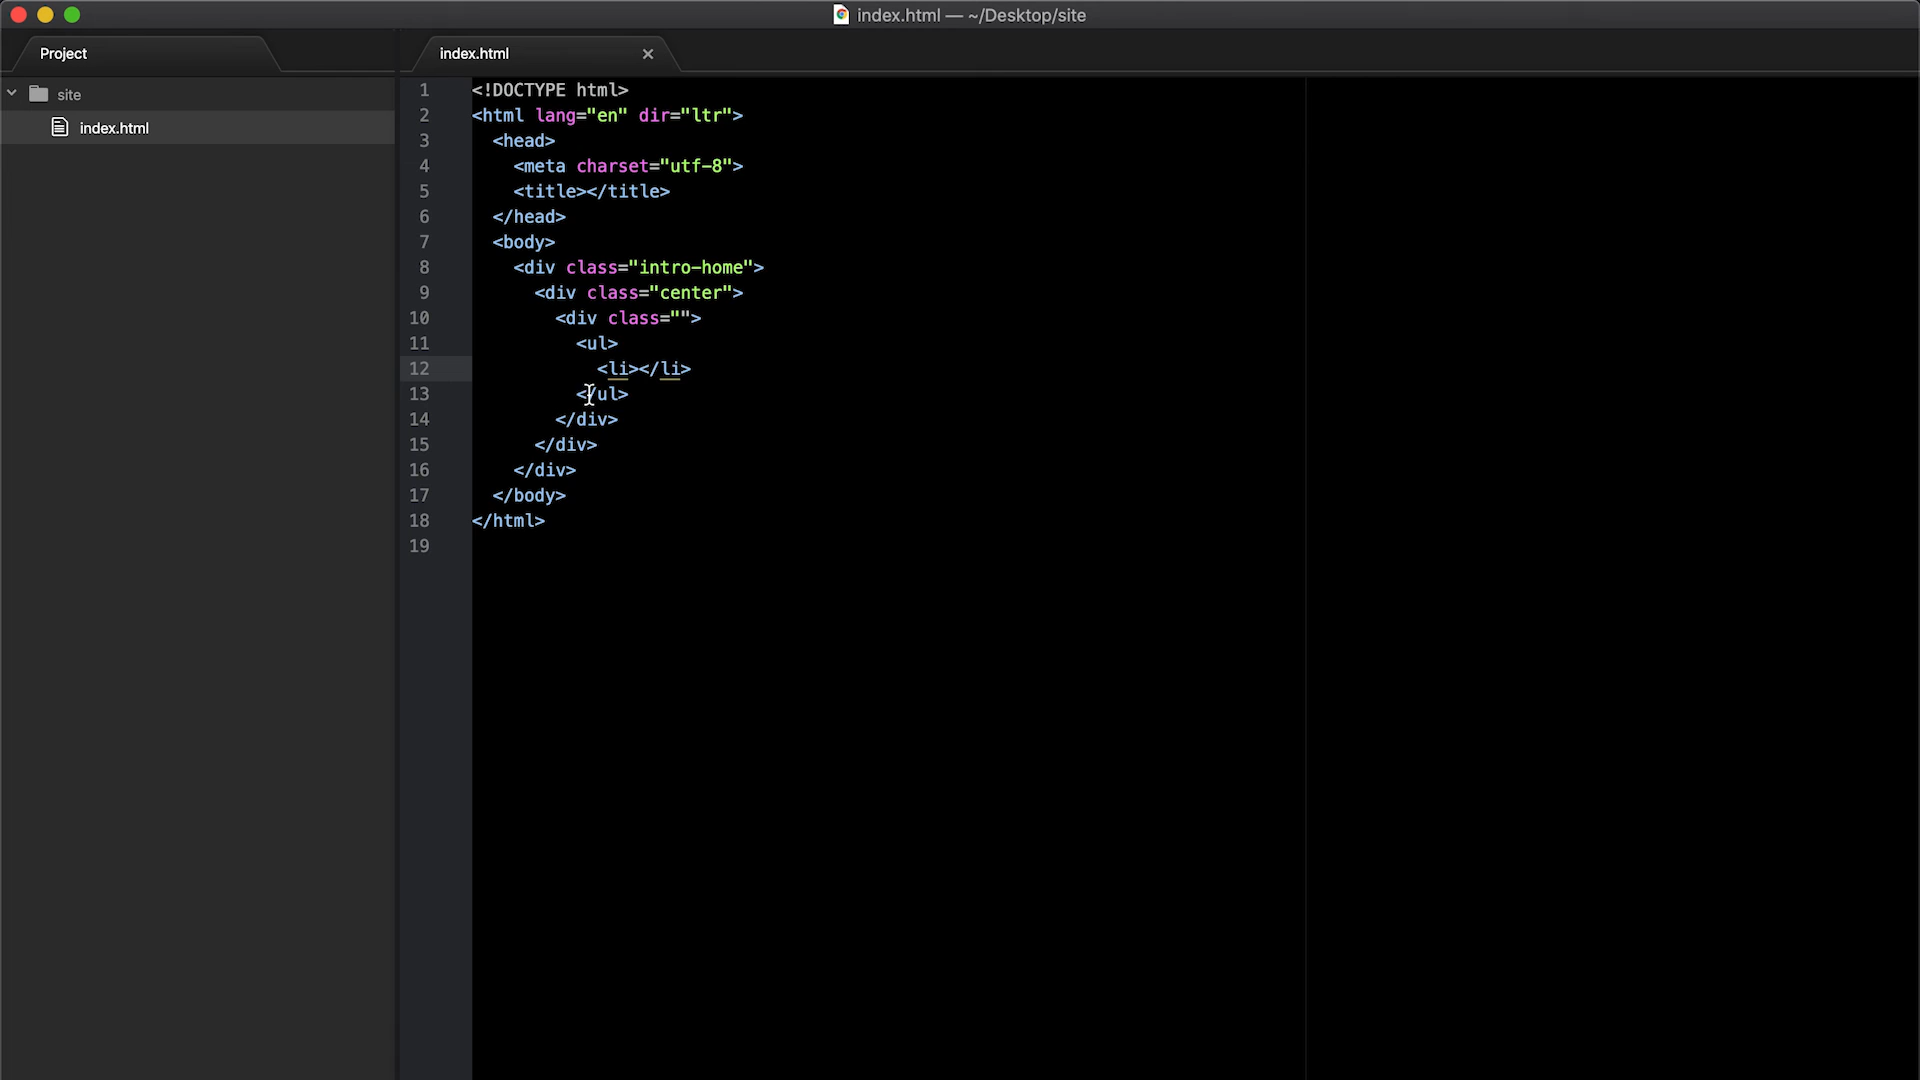 index.html — ~/Desktop/site
Project
index.html
site
index.html
1 <!DOCTYPE html>
2 <html lang="en" dir="ltr">
3 <head>
4 <meta charset="utf-8">
5 <title></title>
6 </head>
7 <body>
8 <div class="intro-home">
9 <div class="center">
10 <div class="">
11 <ul>
12 <li></li>
13 </ul>
14 </div>
15 </div>
16 </div>
17 </body>
18 </html>
19